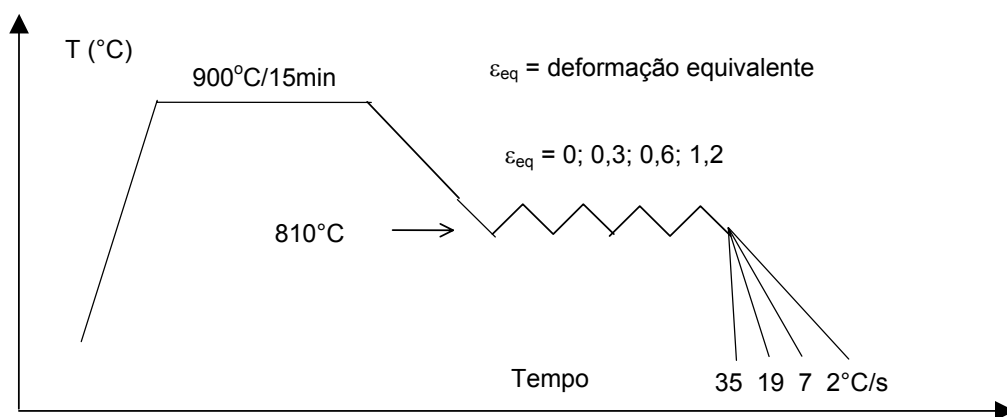 T (°C)
900°C/15min
εeq = deformação equivalente
εeq = 0; 0,3; 0,6; 1,2
810°C
Tempo
35 19 7 2°C/s